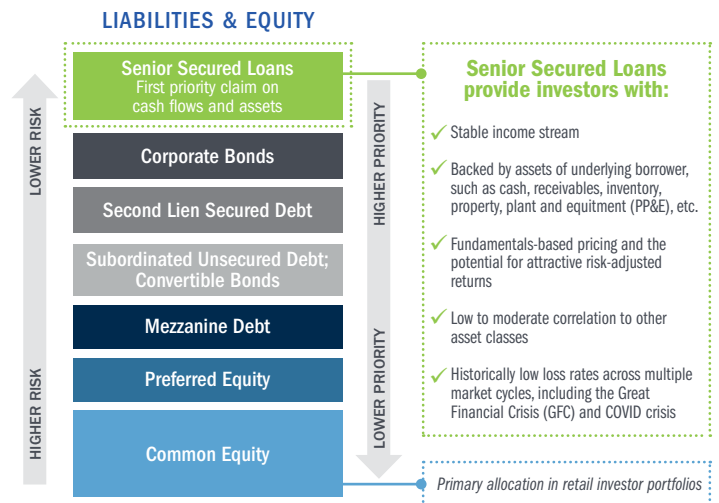 LIABILITIES & EQUITY
LOWER RISK
HIGHER RISK
Senior Secured Loans
First priority claim on
cash flows and assets
Corporate Bonds
Second Lien Secured Debt
Subordinated Unsecured Debt;
Convertible Bonds
Mezzanine Debt
Preferred Equity
Common Equity
HIGHER PRIORITY
LOWER PRIORITY
Senior Secured Loans
provide investors with:
Stable income stream
Backed by assets of underlying borrower,
such as cash, receivables, inventory,
property, plant and equitment (PP&E), etc.
Fundamentals-based pricing and the
potential for attractive risk-adjusted
returns
Low to moderate correlation to other
asset classes
Historically low loss rates across multiple
market cycles, including the Great
Financial Crisis (GFC) and COVID crisis
Primary allocation in retail investor portfolios